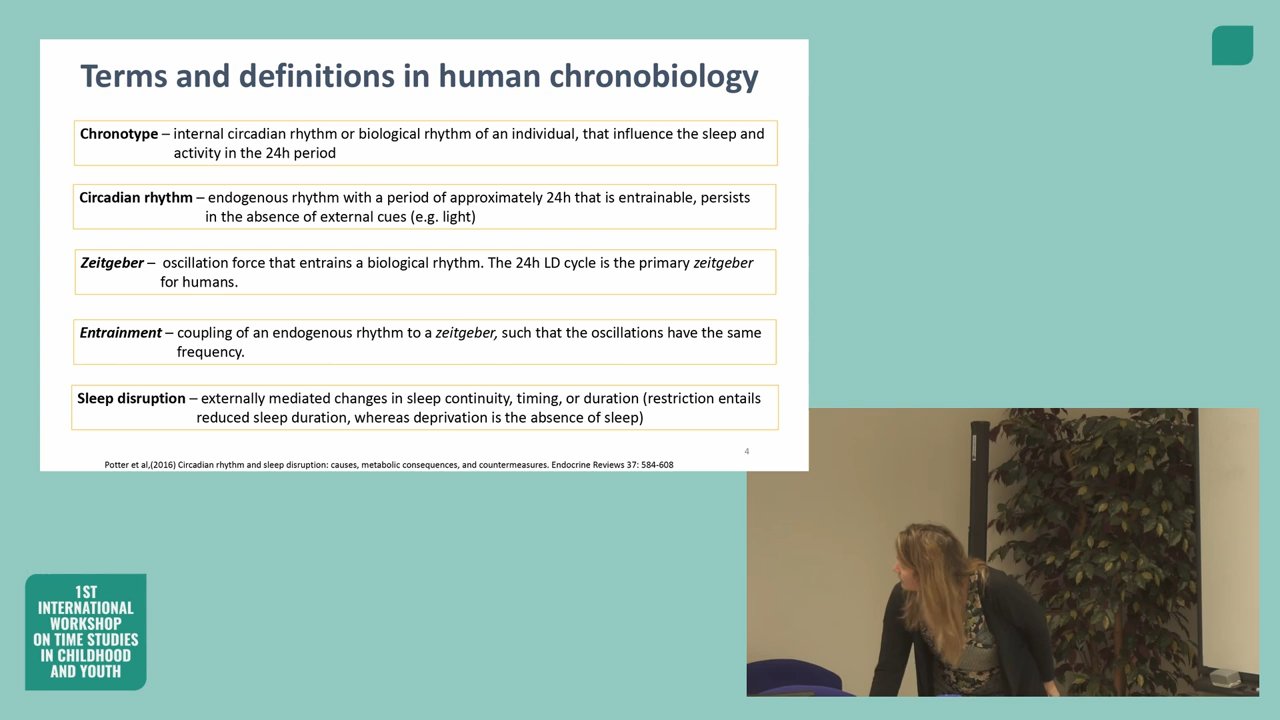 Terms and definitions in human chronobiology
Chronotype – internal circadian rhythm or biological rhythm of an individual, that influence the sleep and
activity in the 24h period
Circadian rhythm – endogenous rhythm with a period of approximately 24h that is entrainable, persists
in the absence of external cues (e.g. light)
Zeitgeber – oscillation force that entrains a biological rhythm. The 24h LD cycle is the primary zeitgeber
for humans.
Entrainment – coupling of an endogenous rhythm to a zeitgeber, such that the oscillations have the same
frequency.
Sleep disruption – externally mediated changes in sleep continuity, timing, or duration (restriction entails
reduced sleep duration, whereas deprivation is the absence of sleep)
4
Potter et al,(2016) Circadian rhythm and sleep disruption: causes, metabolic consequences, and countermeasures. Endocrine Reviews 37: 584-608
1ST
INTERNATIONAL
WORKSHOP
ON TIME STUDIES
IN CHILDHOOD
AND YOUTH